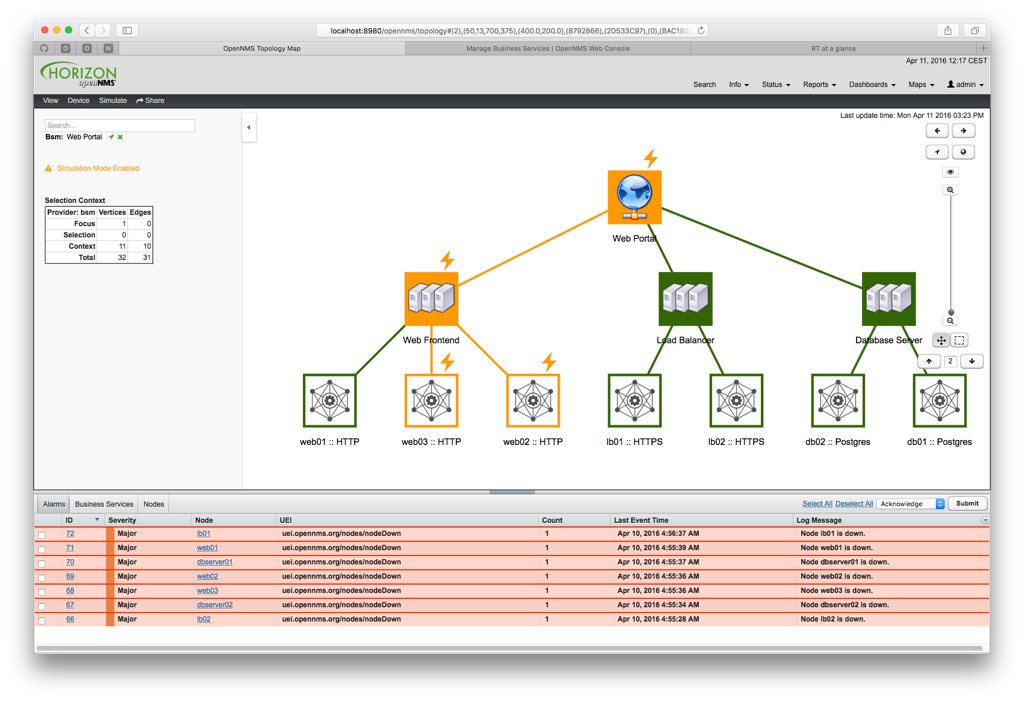 localhost:8980/opennms/topology#(2),(50,13,700,375),(400.0,200.0),(8792866),(2D533C97),(0),(BAC182
OpenNMS Topology Map
Manage Business Services | OpenNMS Web Console
RT at a glance
Apr 11, 2016 12:17 CEST
HORIZON
openNMS
Search Info Status Reports Dashboards Maps admin
View Device Simulate Share
Last update time: Mon Apr 11 2016 03:23 PM
Search...
Bsm: Web Portal
Simulation Mode Enabled
Selection Context
Provider: bsm Vertices Edges
Focus 1 0
Selection 0 0
Context 11 10
Total 32 31
Web Portal
Web Frontend
Load Balancer
Database Server
2
web01 :: HTTP
web03 :: HTTP
web02 :: HTTP
lb01 :: HTTPS
lb02 :: HTTPS
db02 :: Postgres
db01 :: Postgres
Alarms Business Services Nodes
Select All Deselect All Acknowledge Submit
ID Severity Node UEI Count Last Event Time Log Message
72 Major lb01 uei.opennms.org/nodes/nodeDown 1 Apr 10, 2016 4:56:37 AM Node lb01 is down.
71 Major web01 uei.opennms.org/nodes/nodeDown 1 Apr 10, 2016 4:55:39 AM Node web01 is down.
70 Major dbserver01 uei.opennms.org/nodes/nodeDown 1 Apr 10, 2016 4:55:37 AM Node dbserver01 is down.
69 Major web02 uei.opennms.org/nodes/nodeDown 1 Apr 10, 2016 4:55:36 AM Node web02 is down.
68 Major web03 uei.opennms.org/nodes/nodeDown 1 Apr 10, 2016 4:55:36 AM Node web03 is down.
67 Major dbserver02 uei.opennms.org/nodes/nodeDown 1 Apr 10, 2016 4:55:34 AM Node dbserver02 is down.
66 Major lb02 uei.opennms.org/nodes/nodeDown 1 Apr 10, 2016 4:55:28 AM Node lb02 is down.